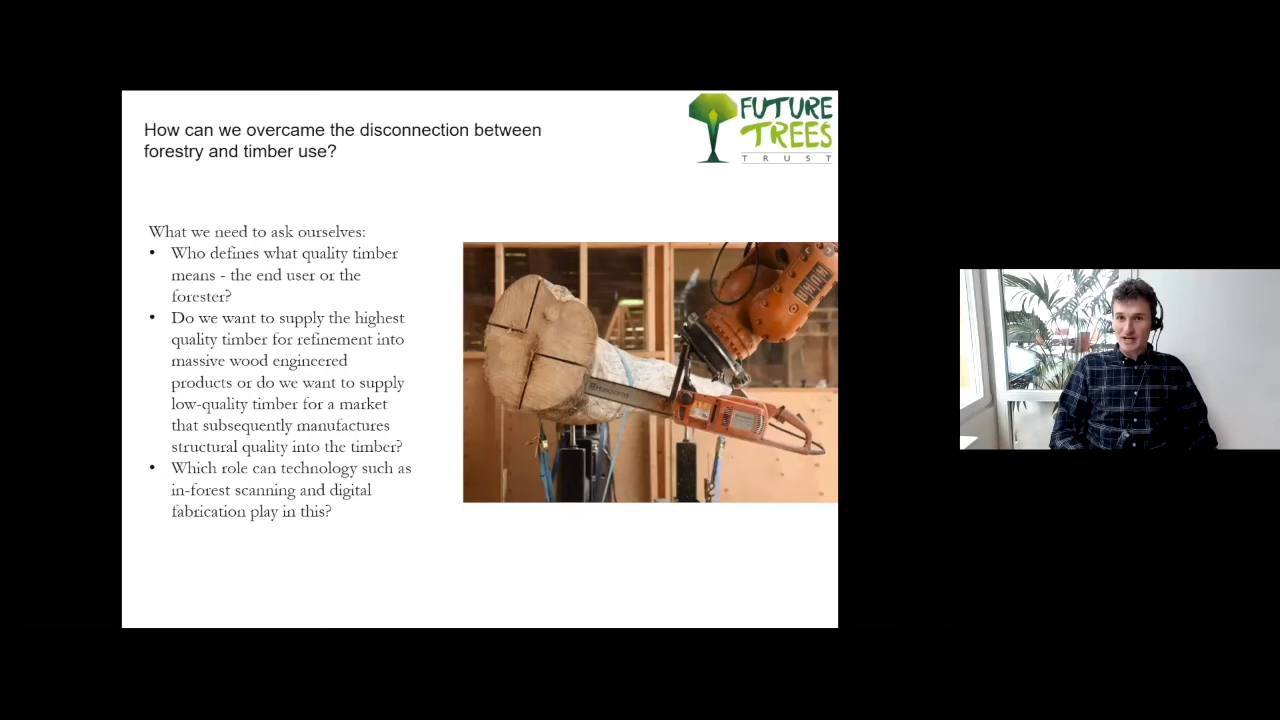 How can we overcame the disconnection between
forestry and timber use?
FUTURE
TREES
TRUST
What we need to ask ourselves:
• Who defines what quality timber
means - the end user or the
forester?
• Do we want to supply the highest
quality timber for refinement into
massive wood engineered
products or do we want to supply
low-quality timber for a market
that subsequently manufactures
structural quality into the timber?
• Which role can technology such as
in-forest scanning and digital
fabrication play in this?
Husqvarna